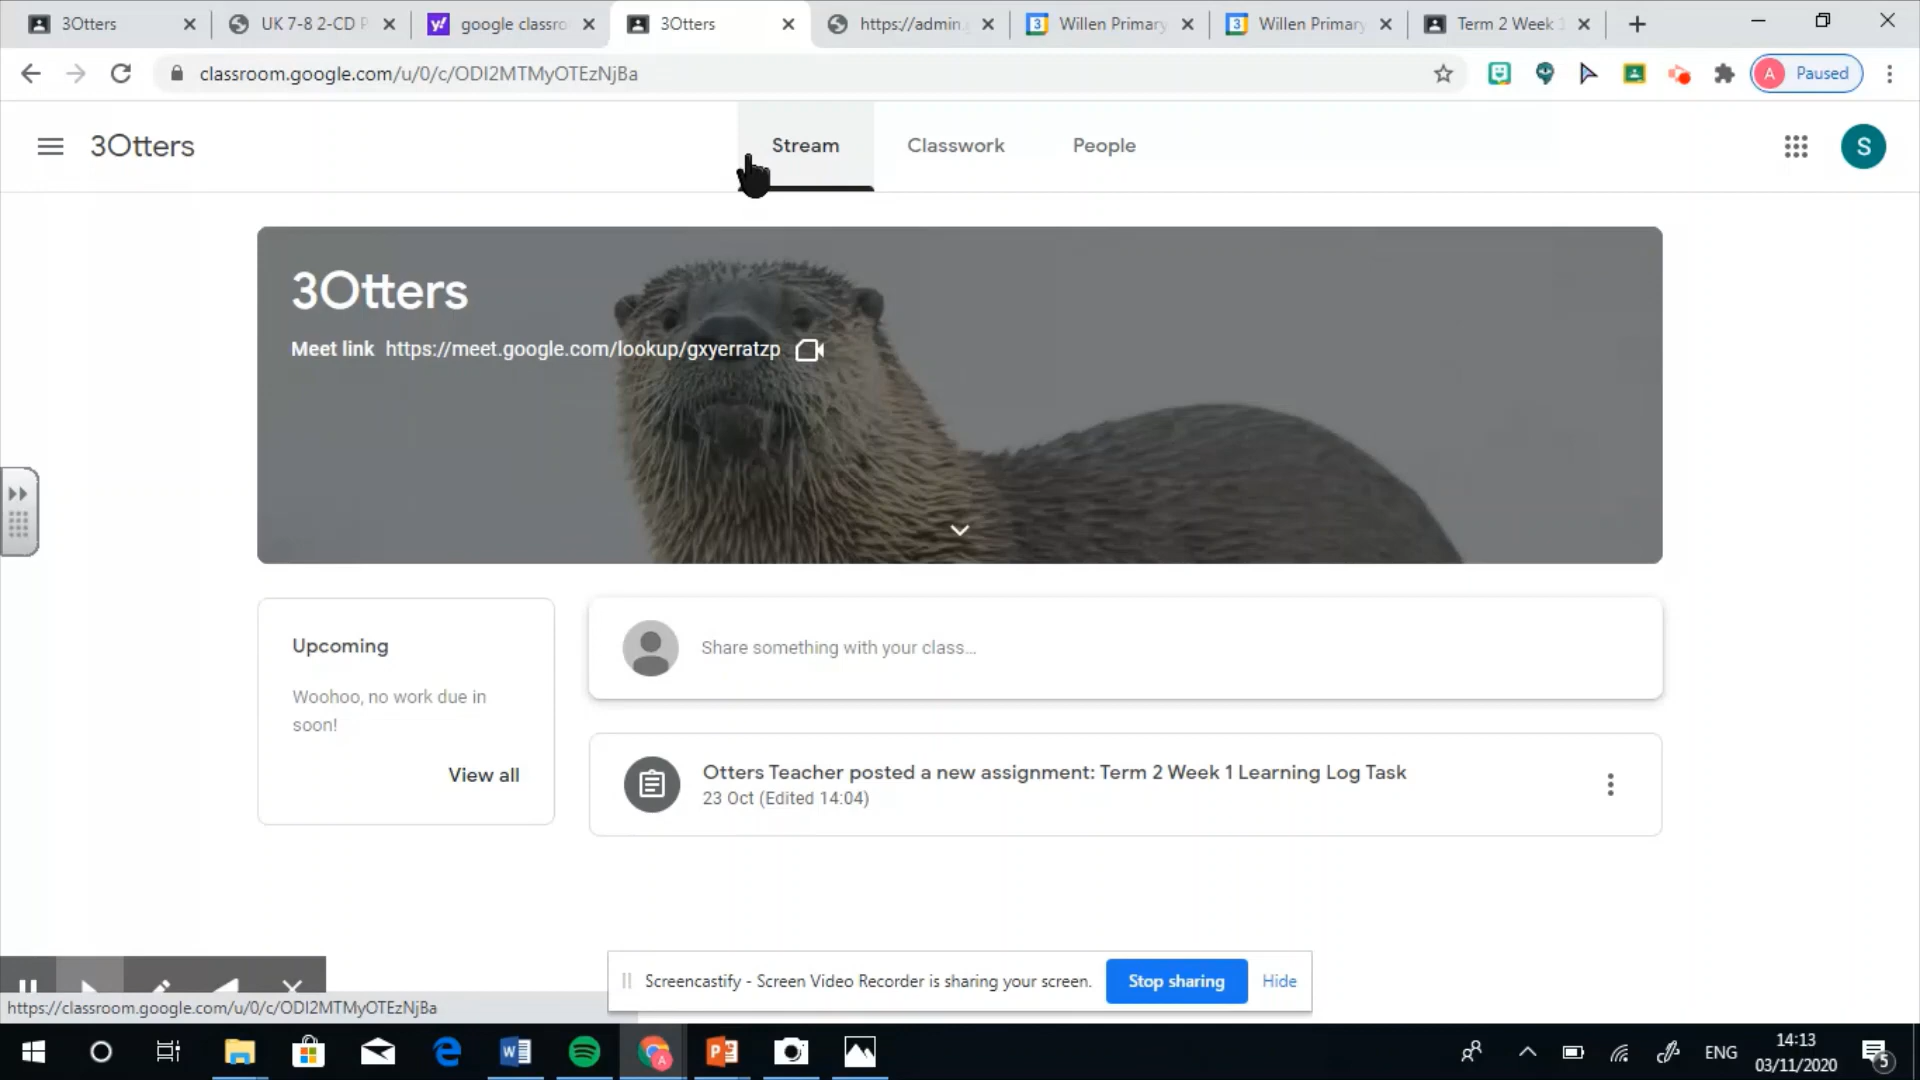 3Otters
UK 7-8 2-CD P
y!
google classro
3Otters
https://admin.
3
Willen Primary
3
Willen Primary
Term 2 Week
classroom.google.com/u/0/c/ODI2MTMyOTEzNjBa
A
Paused
3Otters
Stream
Classwork
People
S
3Otters
Meet link https://meet.google.com/lookup/gxyerratzp
Upcoming
Woohoo, no work due in
soon!
View all
Share something with your class...
Otters Teacher posted a new assignment: Term 2 Week 1 Learning Log Task
23 Oct (Edited 14:04)
Screencastify - Screen Video Recorder is sharing your screen.
Stop sharing
Hide
https://classroom.google.com/u/0/c/ODI2MTMyOTEzNjBa
ENG
14:13
03/11/2020
5